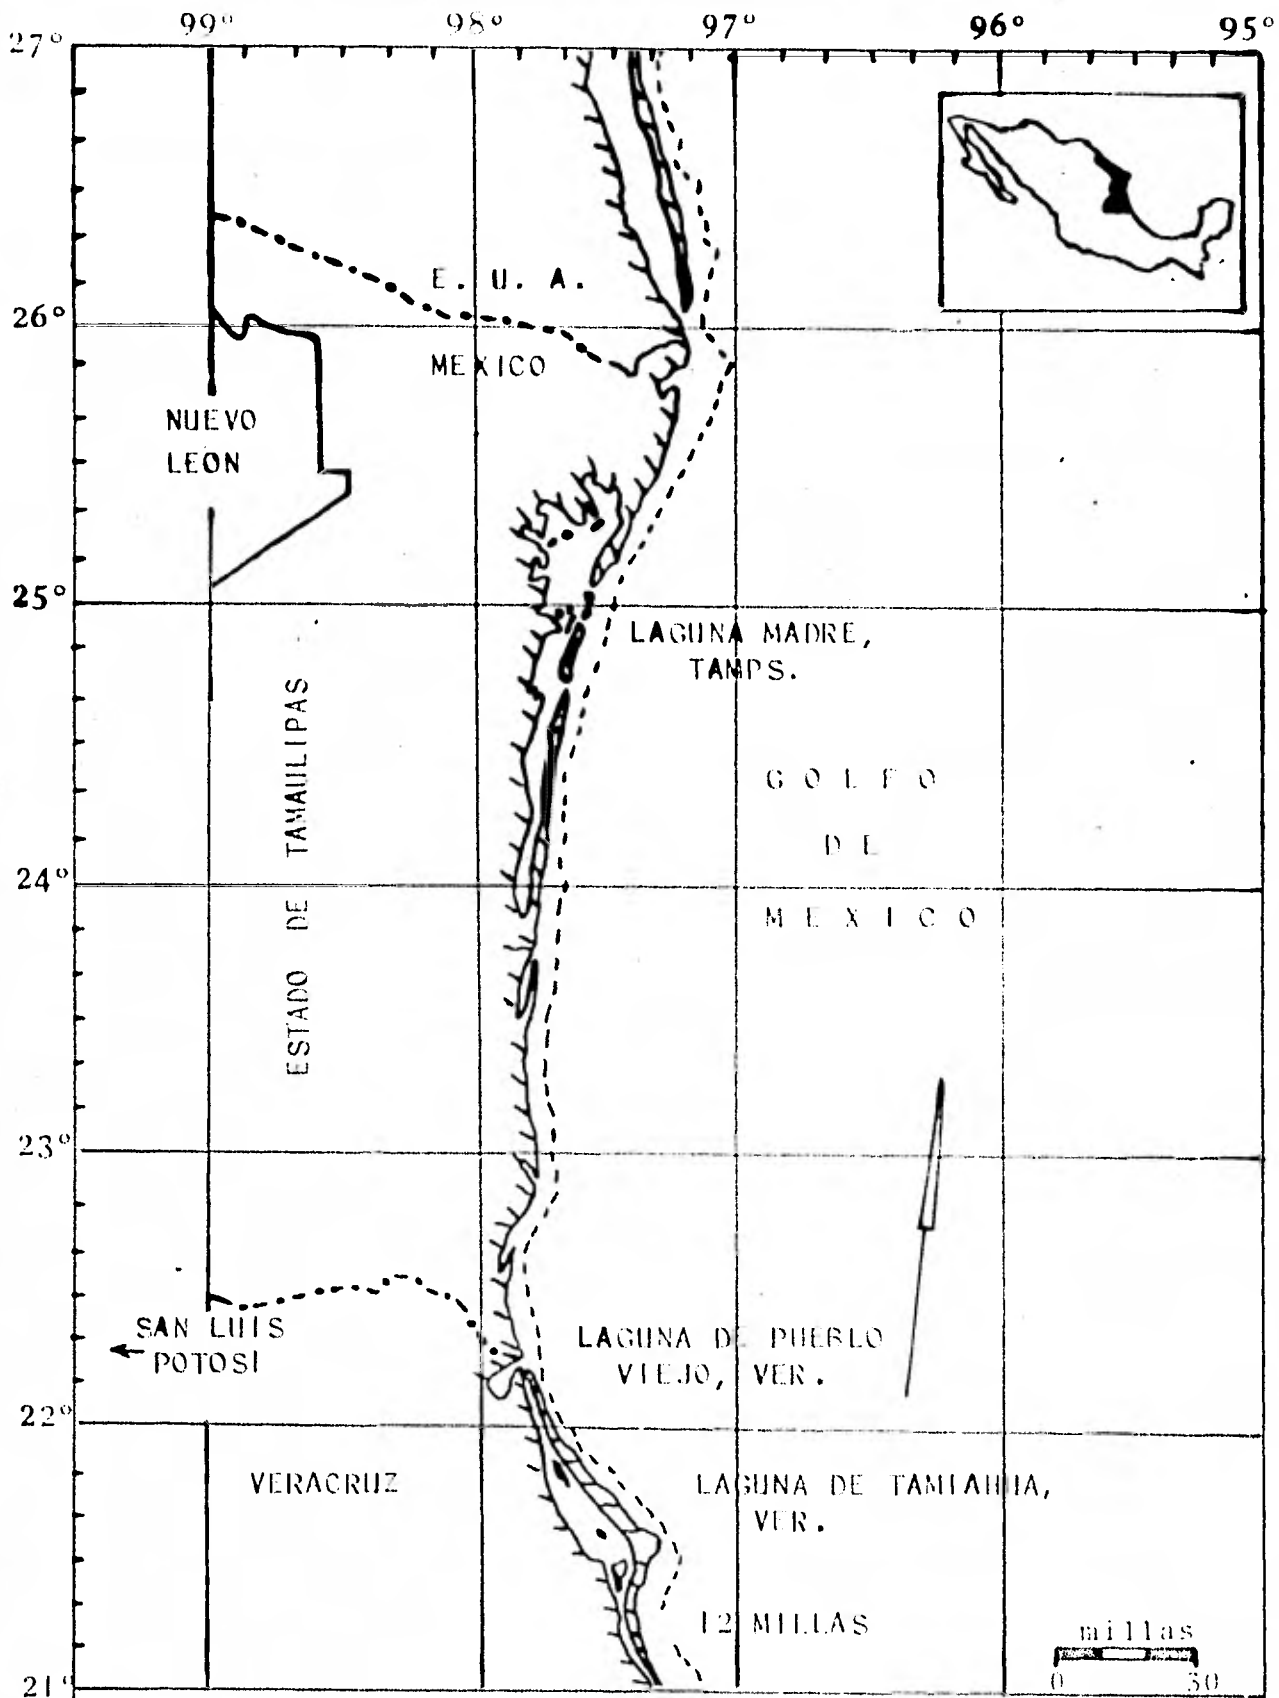 99° 98° 97° 96° 95°
27°
E. U. A.
26°
MEXICO
NUEVO
LEON
25°
LAGUNA MADRE,
TAMPS.
ESTADO DE TAMAULIPAS
GOLFO
DE
24°
MEXICO
23°
SAN LUIS
POTOSI
LAGUNA DE PUEBLO
VIEJO, VER.
22°
VERACRUZ
LAGUNA DE TAMIAHUA,
VER.
12 MILLAS
millas
0 30
21°